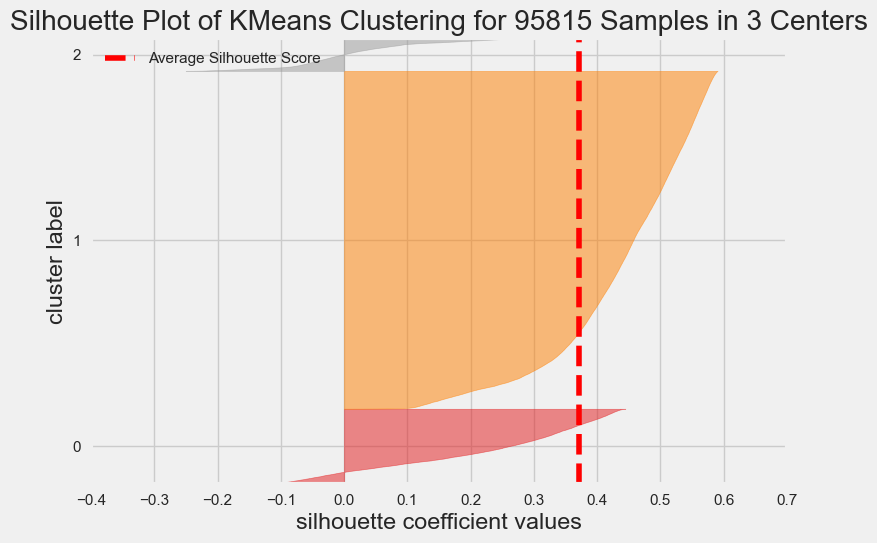 Silhouette Plot of KMeans Clustering for 95815 Samples in 3 Centers
Average Silhouette Score
2
1
0
cluster label
−0.4 −0.3 −0.2 −0.1 0.0 0.1 0.2 0.3 0.4 0.5 0.6 0.7
silhouette coefficient values